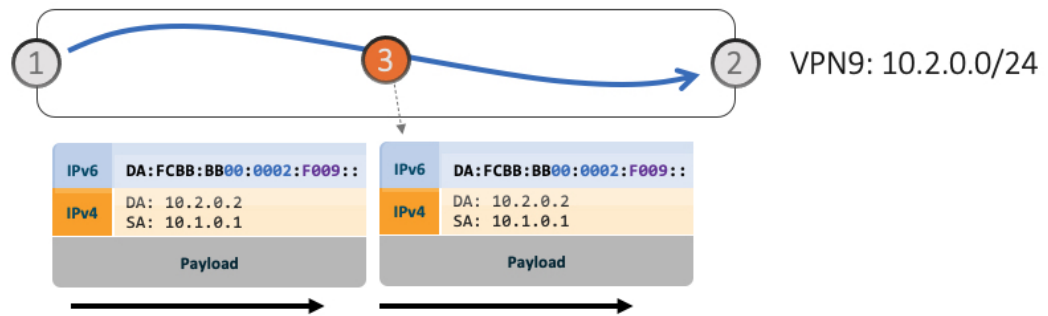 1
3
2
VPN9: 10.2.0.0/24
IPv6 DA:FCBB:BB00:0002:F009::
IPv4 DA: 10.2.0.2
SA: 10.1.0.1
Payload
IPv6 DA:FCBB:BB00:0002:F009::
IPv4 DA: 10.2.0.2
SA: 10.1.0.1
Payload